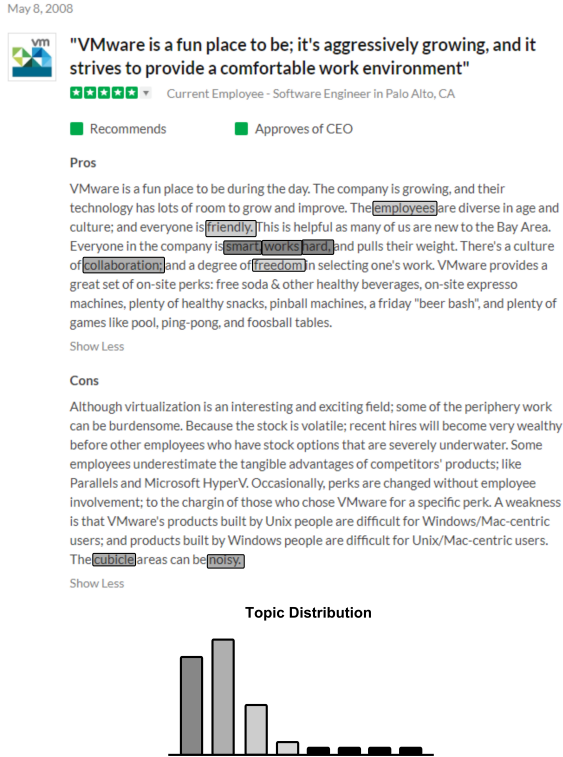 May 8, 2008
vm
"VMware is a fun place to be; it's aggressively growing, and it
strives to provide a comfortable work environment"
Current Employee - Software Engineer in Palo Alto, CA
Recommends Approves of CEO
Pros
VMware is a fun place to be during the day. The company is growing, and their
technology has lots of room to grow and improve. The employees are diverse in age and
culture; and everyone is friendly. This is helpful as many of us are new to the Bay Area.
Everyone in the company is smart, works hard, and pulls their weight. There's a culture
of collaboration; and a degree of freedom in selecting one's work. VMware provides a
great set of on-site perks: free soda & other healthy beverages, on-site expresso
machines, plenty of healthy snacks, pinball machines, a friday "beer bash", and plenty of
games like pool, ping-pong, and foosball tables.
Show Less
Cons
Although virtualization is an interesting and exciting field; some of the periphery work
can be burdensome. Because the stock is volatile; recent hires will become very wealthy
before other employees who have stock options that are severely underwater. Some
employees underestimate the tangible advantages of competitors' products; like
Parallels and Microsoft HyperV. Occasionally, perks are changed without employee
involvement; to the chargin of those who chose VMware for a specific perk. A weakness
is that VMware's products built by Unix people are difficult for Windows/Mac-centric
users; and products built by Windows people are difficult for Unix/Mac-centric users.
The cubicle areas can be noisy.
Show Less
Topic Distribution